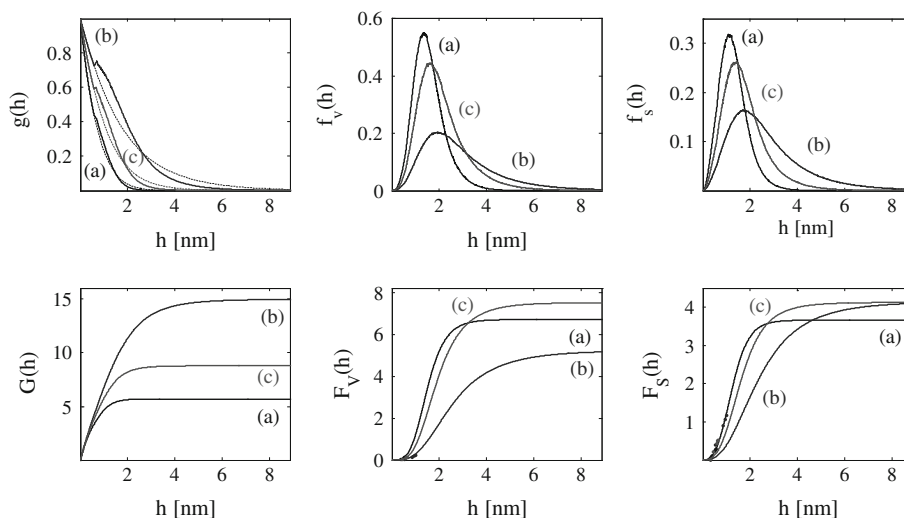 (b)
(a)
(c)
g(h)
0.8
0.6
0.4
0.2
2 4 6 8
h [nm]
(a)
(c)
(b)
f_v(h)
0.6
0.4
0.2
0
2 4 6 8
h [nm]
(a)
(c)
(b)
f_s(h)
0.3
0.2
0.1
2 4 6 8
h [nm]
(b)
(c)
(a)
G(h)
15
10
5
2 4 6 8
h [nm]
(c)
(a)
(b)
F_V(h)
8
6
4
2
0
2 4 6 8
h [nm]
(c)
(a)
(b)
F_S(h)
4
3
2
1
0
2 4 6 8
h [nm]